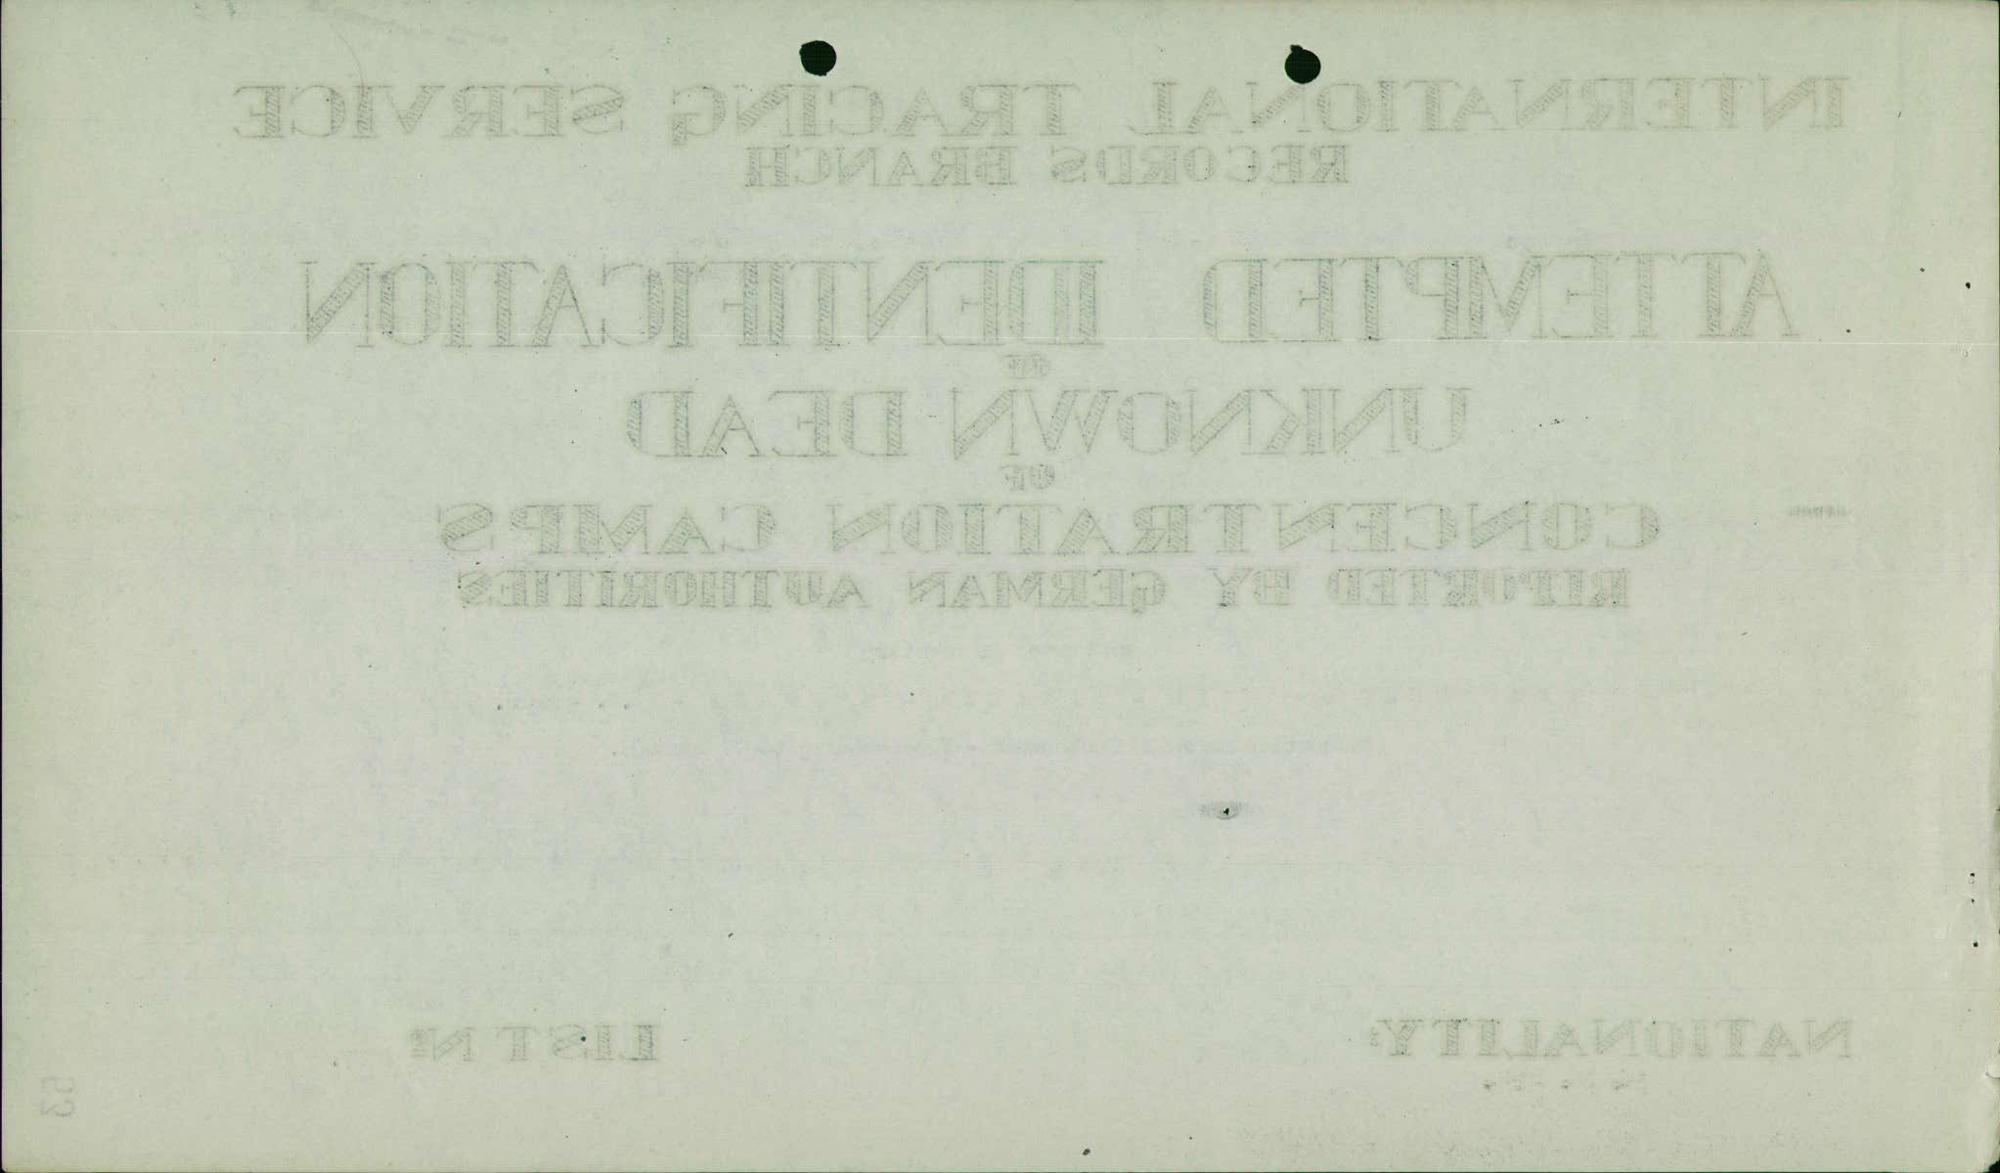 INTERNATIONAL TRACING SERVICE
RECORDS BRANCH
ATTEMPTED IDENTIFICATION
OF
UNKNOWN DEAD
OF
CONCENTRATION CAMPS
REPORTED BY GERMAN AUTHORITIES
NATIONALITY: LIST Nº
52